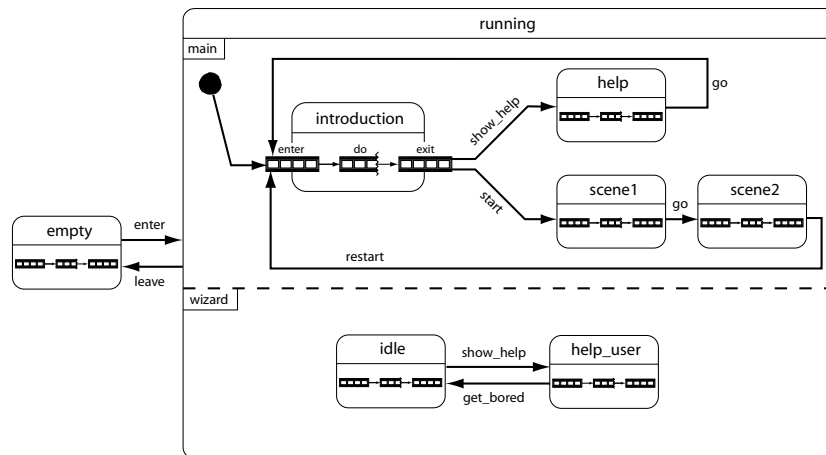 running
main
help
go
show_help
introduction
enter
do
exit
start
scene1
go
scene2
empty
enter
leave
restart
wizard
idle
show_help
help_user
get_bored